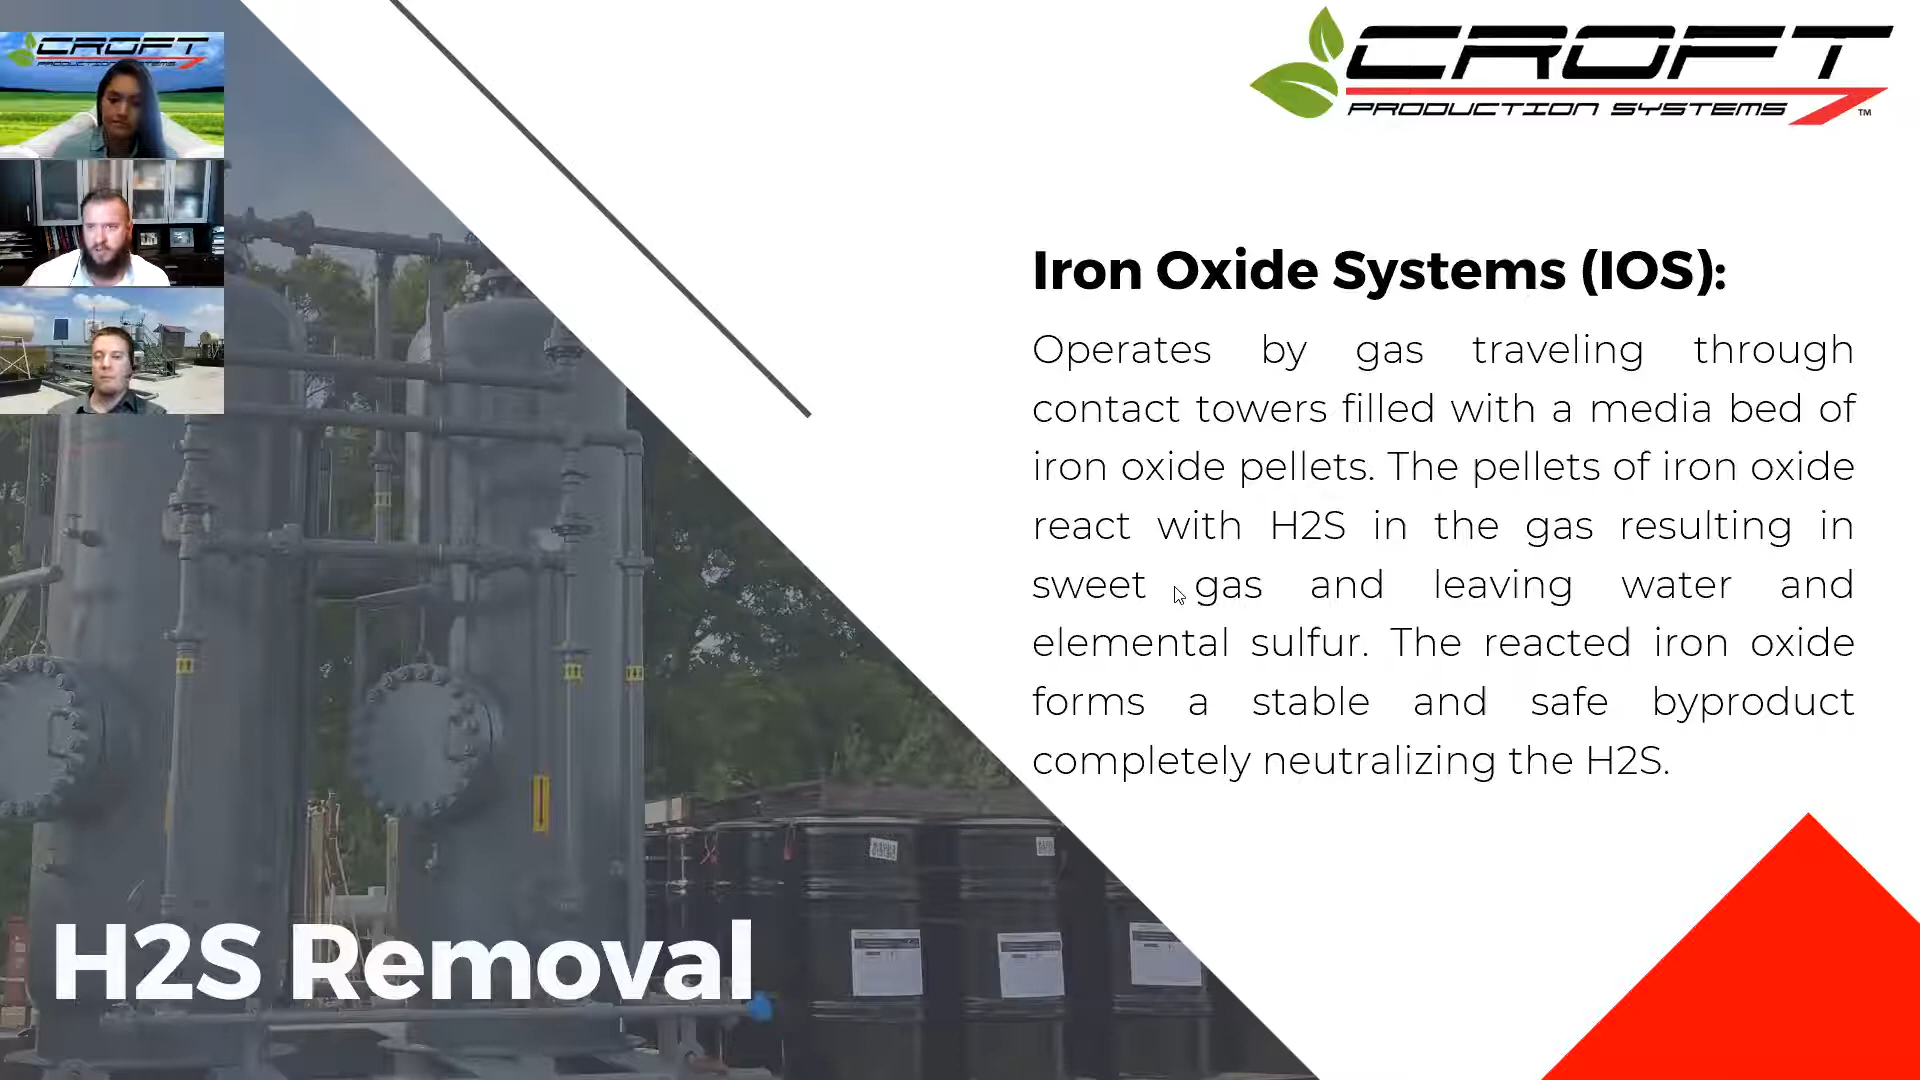 CROFT
PRODUCTION SYSTEMS
CROFT
PRODUCTION SYSTEMS TM
Iron Oxide Systems (IOS):
Operates by gas traveling through
contact towers filled with a media bed of
iron oxide pellets. The pellets of iron oxide
react with H2S in the gas resulting in
sweet gas and leaving water and
elemental sulfur. The reacted iron oxide
forms a stable and safe byproduct
completely neutralizing the H2S.
H2S Removal